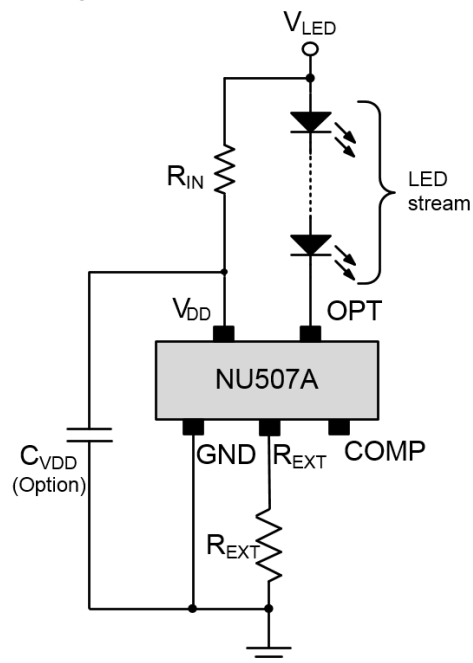 VLED
RIN
LED
stream
VDD
OPT
NU507A
GND
REXT
COMP
CVDD
(Option)
REXT